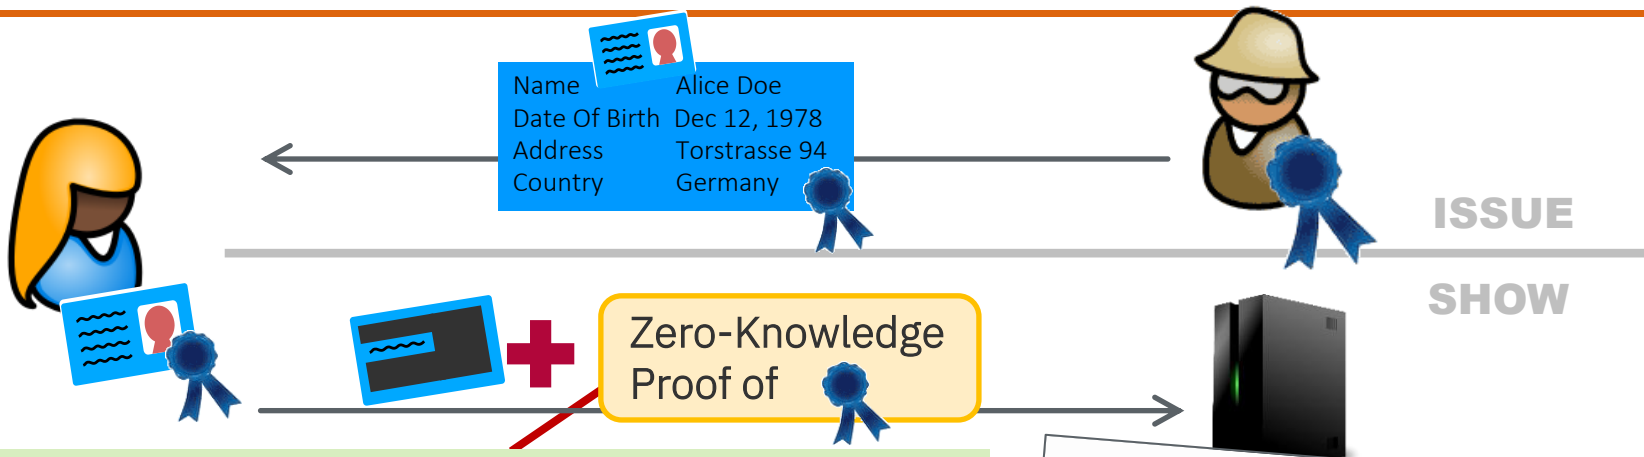 Name Alice Doe
Date Of Birth Dec 12, 1978
Address Torstrasse 94
Country Germany
ISSUE
SHOW
Zero-Knowledge
Proof of